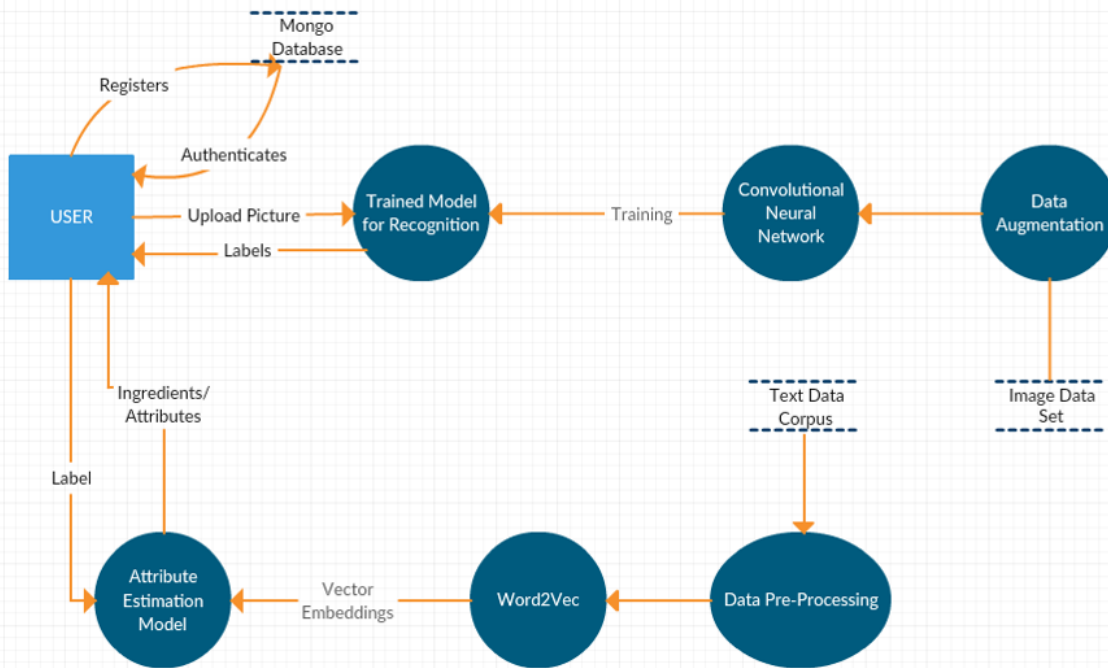 Mongo
Database
Registers
Authenticates
USER
Upload Picture
Labels
Trained Model
for Recognition
Training
Convolutional
Neural
Network
Data
Augmentation
Ingredients/
Attributes
Text Data
Corpus
Image Data
Set
Label
Attribute
Estimation
Model
Vector
Embeddings
Word2Vec
Data Pre-Processing